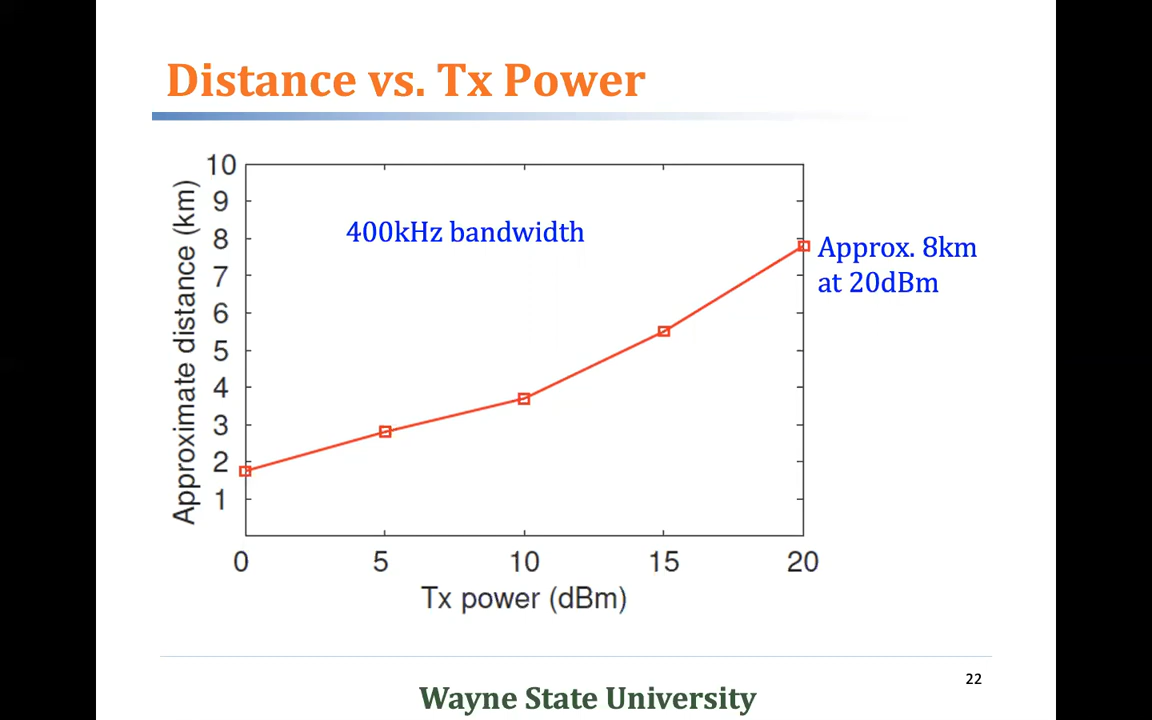 Distance vs. Tx Power
10
9
8
7
6
5
4
3
2
1
Approximate distance (km)
400kHz bandwidth
Approx. 8km
at 20dBm
0 5 10 15 20
Tx power (dBm)
22
Wayne State University